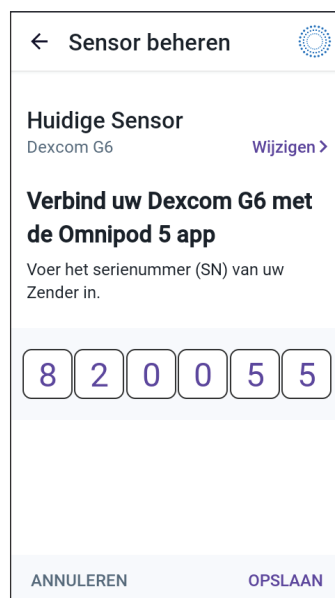 Sensor beheren
Huidige Sensor
Dexcom G6
Wijzigen
Verbind uw Dexcom G6 met
de Omnipod 5 app
Voer het serienummer (SN) van uw
Zender in.
8 2 0 0 5 5
ANNULEREN OPSLAAN